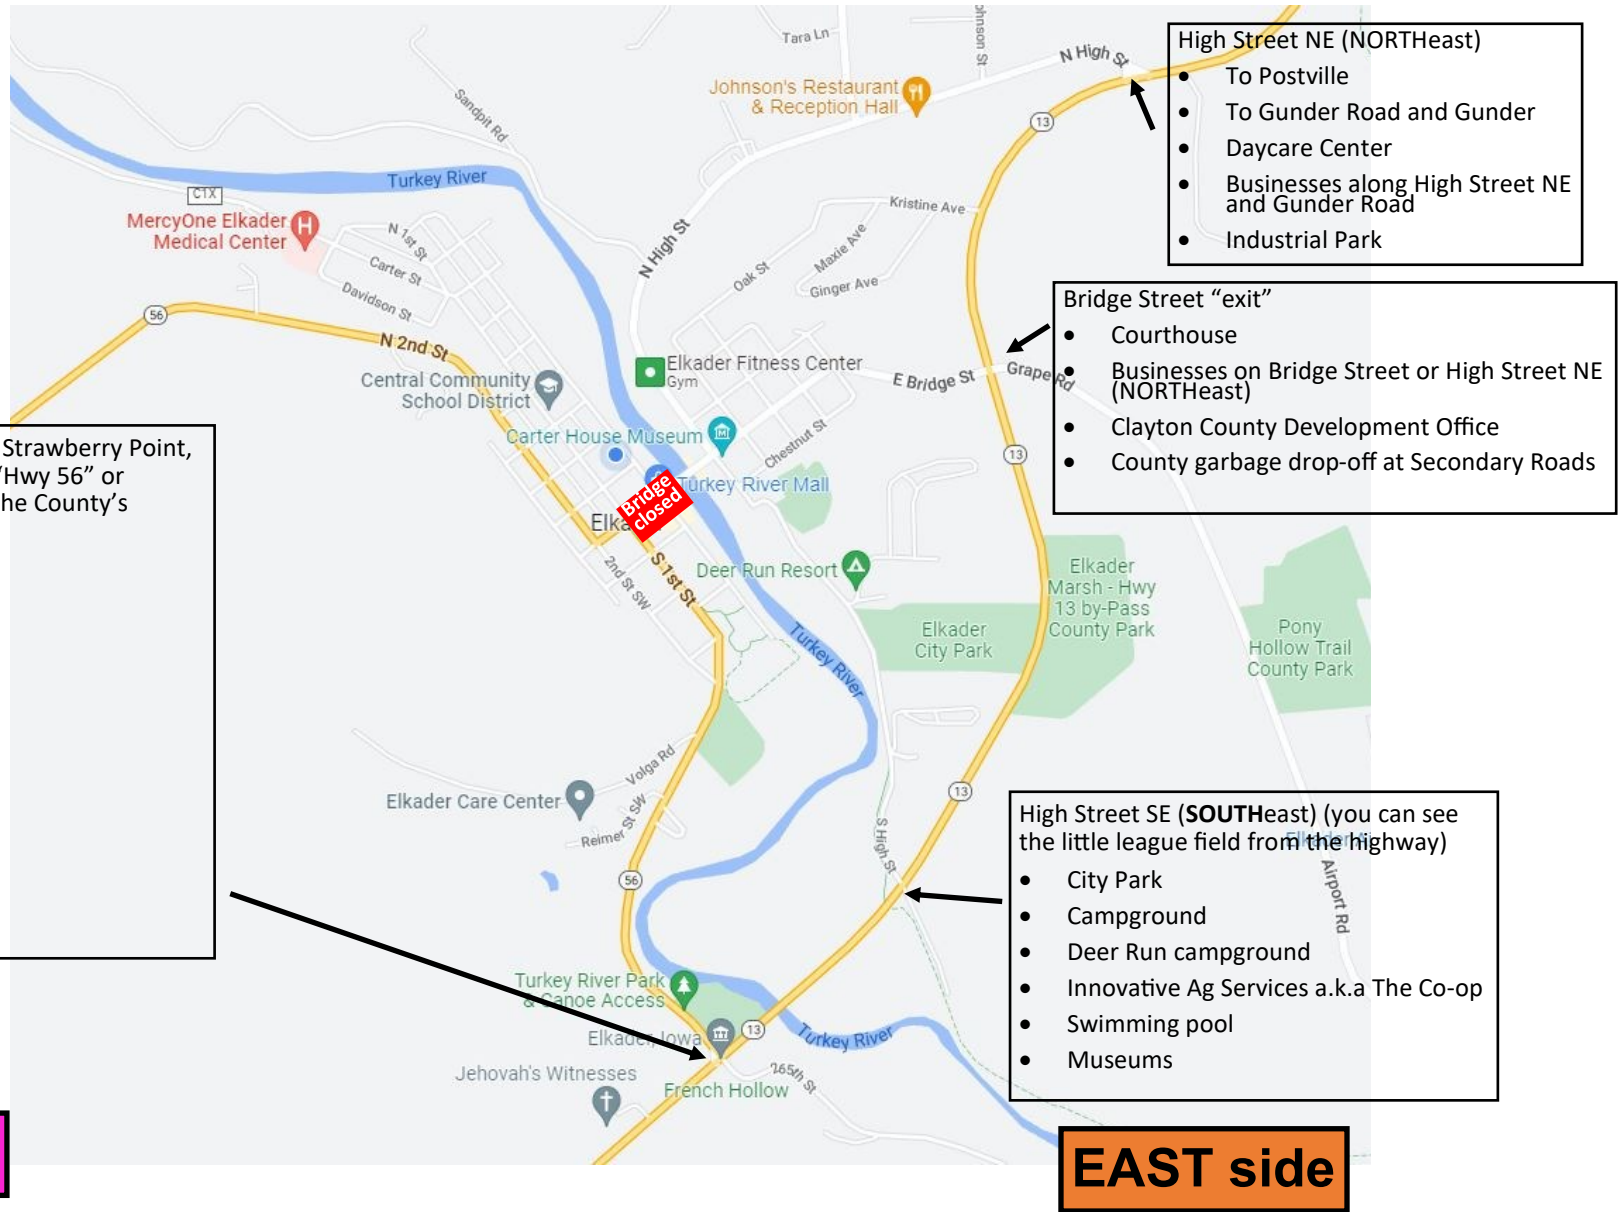 Tara Ln
hnson St
N High St
High Street NE (NORTHeast)
• To Postville
• To Gunder Road and Gunder
• Daycare Center
• Businesses along High Street NE
and Gunder Road
• Industrial Park
Johnson's Restaurant
& Reception Hall
13
Sandpit Rd
Turkey River
C1X
MercyOne Elkader
Medical Center
N 1st St
Carter St
Davidson St
N High St
Kristine Ave
Maxie Ave
Oak St
Ginger Ave
Bridge Street “exit”
• Courthouse
• Businesses on Bridge Street or High Street NE
(NORTHeast)
• Clayton County Development Office
• County garbage drop-off at Secondary Roads
56
N 2nd St
Elkader Fitness Center
Gym
E Bridge St
Grape Rd
Central Community
School District
Carter House Museum
Chestnut St
13
Strawberry Point,
“Hwy 56” or
he County’s
Turkey River Mall
Bridge
closed
Elka
S 1st St
2nd St SW
Deer Run Resort
Elkader
Marsh - Hwy
13 by-Pass
County Park
Elkader
City Park
Pony
Hollow Trail
County Park
Turkey River
Volga Rd
Elkader Care Center
Reimer St SW
S High St
13
56
High Street SE (SOUTHeast) (you can see
the little league field from the highway)
• City Park
• Campground
• Deer Run campground
• Innovative Ag Services a.k.a The Co-op
• Swimming pool
• Museums
Airport Rd
Turkey River Park
& Canoe Access
Elkader, Iowa
13
Turkey River
Jehovah's Witnesses
French Hollow
265th St
EAST side